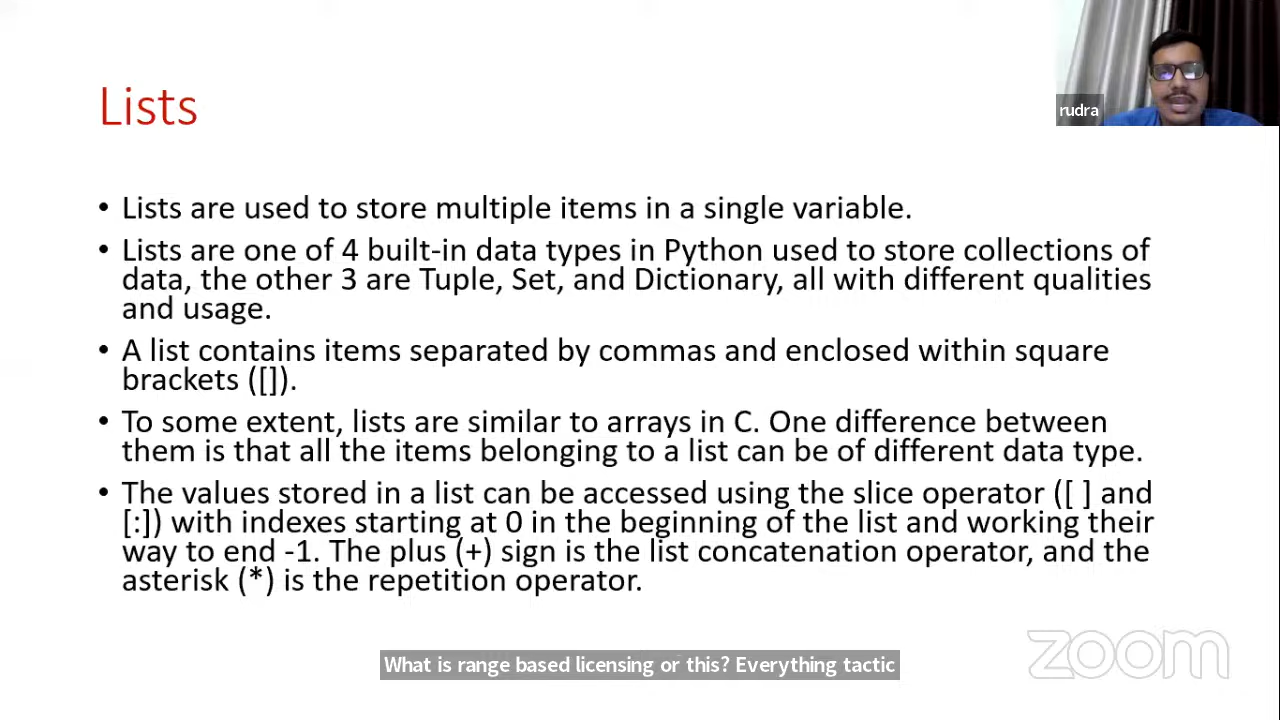 Lists
rudra
• Lists are used to store multiple items in a single variable.
• Lists are one of 4 built-in data types in Python used to store collections of
data, the other 3 are Tuple, Set, and Dictionary, all with different qualities
and usage.
• A list contains items separated by commas and enclosed within square
brackets ([]).
• To some extent, lists are similar to arrays in C. One difference between
them is that all the items belonging to a list can be of different data type.
• The values stored in a list can be accessed using the slice operator ([ ] and
[:]) with indexes starting at 0 in the beginning of the list and working their
way to end -1. The plus (+) sign is the list concatenation operator, and the
asterisk (*) is the repetition operator.
zoom
What is range based licensing or this? Everything tactic